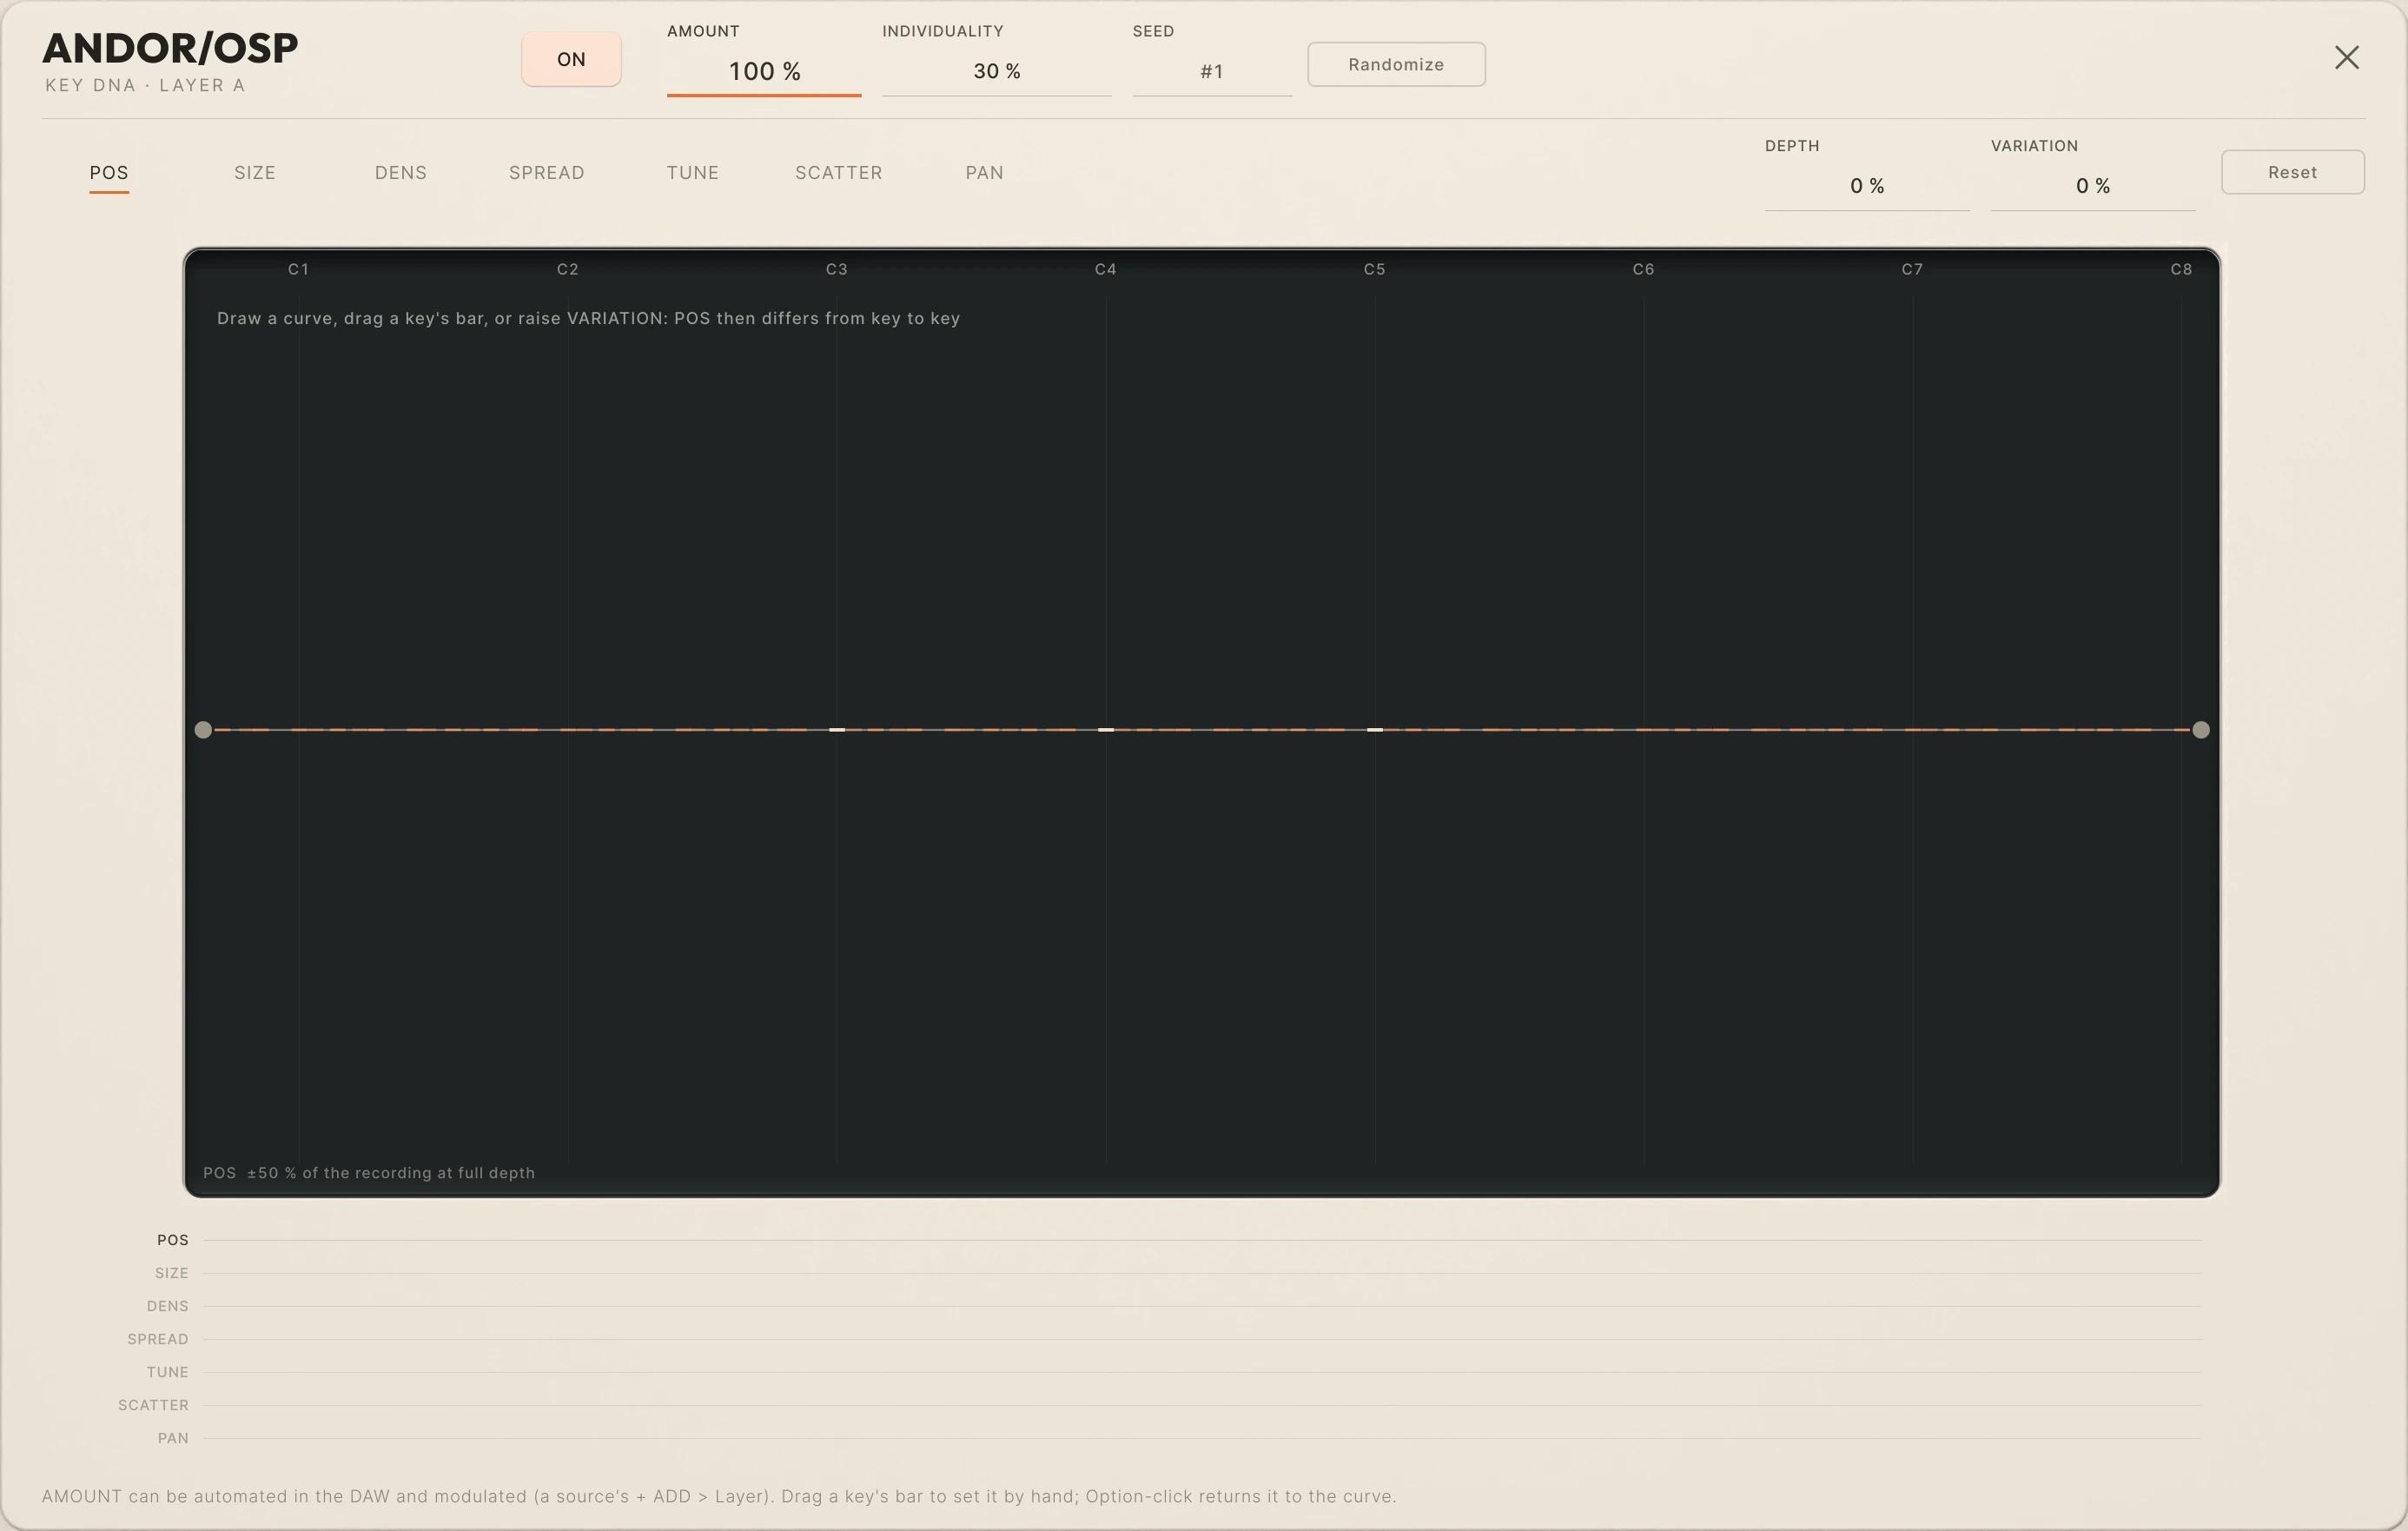 ANDOR/OSP
KEY DNA · LAYER A
ON
AMOUNT
100 %
INDIVIDUALITY
30 %
SEED
#1
Randomize
POS
SIZE
DENS
SPREAD
TUNE
SCATTER
PAN
DEPTH
0 %
VARIATION
0 %
Reset
C1 C2 C3 C4 C5 C6 C7 C8
Draw a curve, drag a key's bar, or raise VARIATION: POS then differs from key to key
POS ±50 % of the recording at full depth
POS
SIZE
DENS
SPREAD
TUNE
SCATTER
PAN
AMOUNT can be automated in the DAW and modulated (a source's + ADD > Layer). Drag a key's bar to set it by hand; Option-click returns it to the curve.